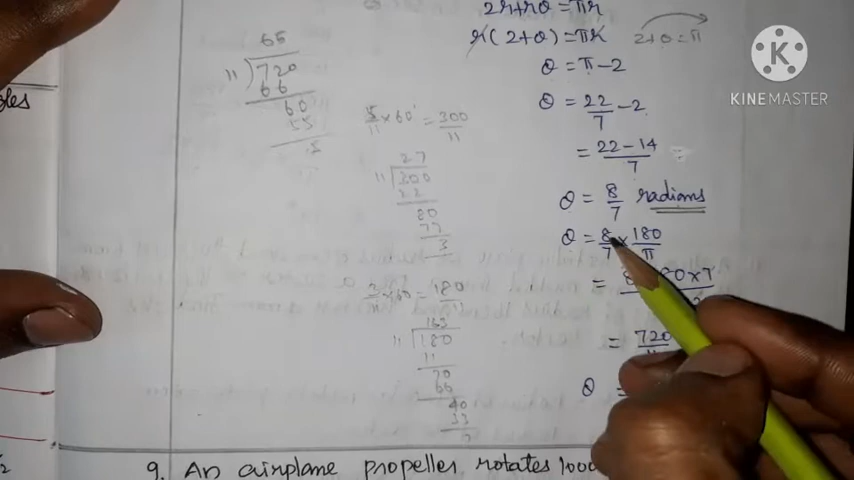 2r+rθ=πr
r(2+θ)=πr 2+θ=π
θ = π-2
θ = 22/7 -2
= 22-14/7
θ = 8/7 radians
θ = 8/7 × 180/π
= 720
θ =
65
11 ) 720
66
60
55
5
5/11 × 60' = 300/11
27
11 300
22
80
77
3
3/11 × 60 = 180/11
11 180
11
70
66
40
33
7
9. An airplane propeller rotates 1000
K
KINEMASTER